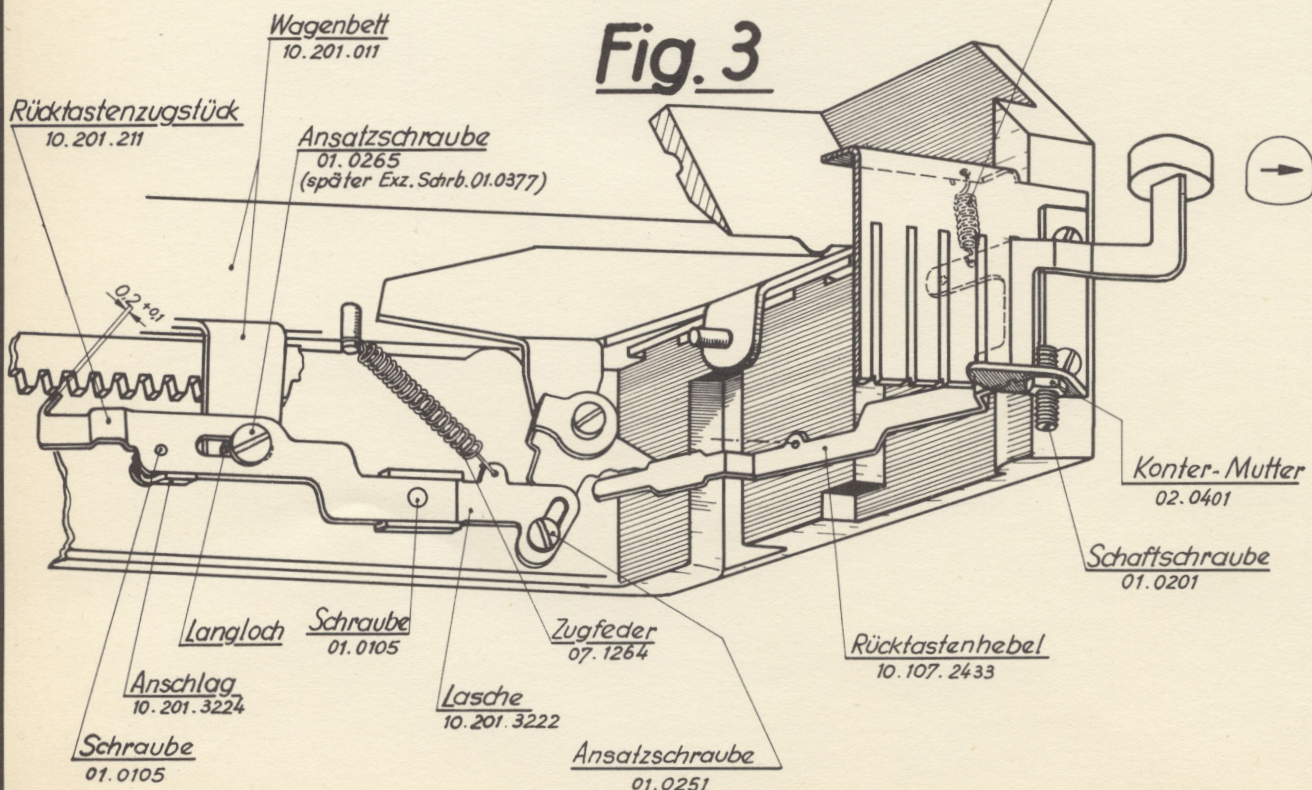 Wagenbett
10.201.011
Fig. 3
Rücktastenzugstück
10.201.211
Ansatzschraube
01.0265
(später Exz. Schrb. 01.0377)
0.2 +0,1
Konter-Mutter
02.0401
Schaftschraube
01.0201
Langloch
Schraube
01.0105
Zugfeder
07.1264
Rücktastenhebel
10.107.2433
Anschlag
10.201.3224
Lasche
10.201.3222
Schraube
01.0105
Ansatzschraube
01.0251